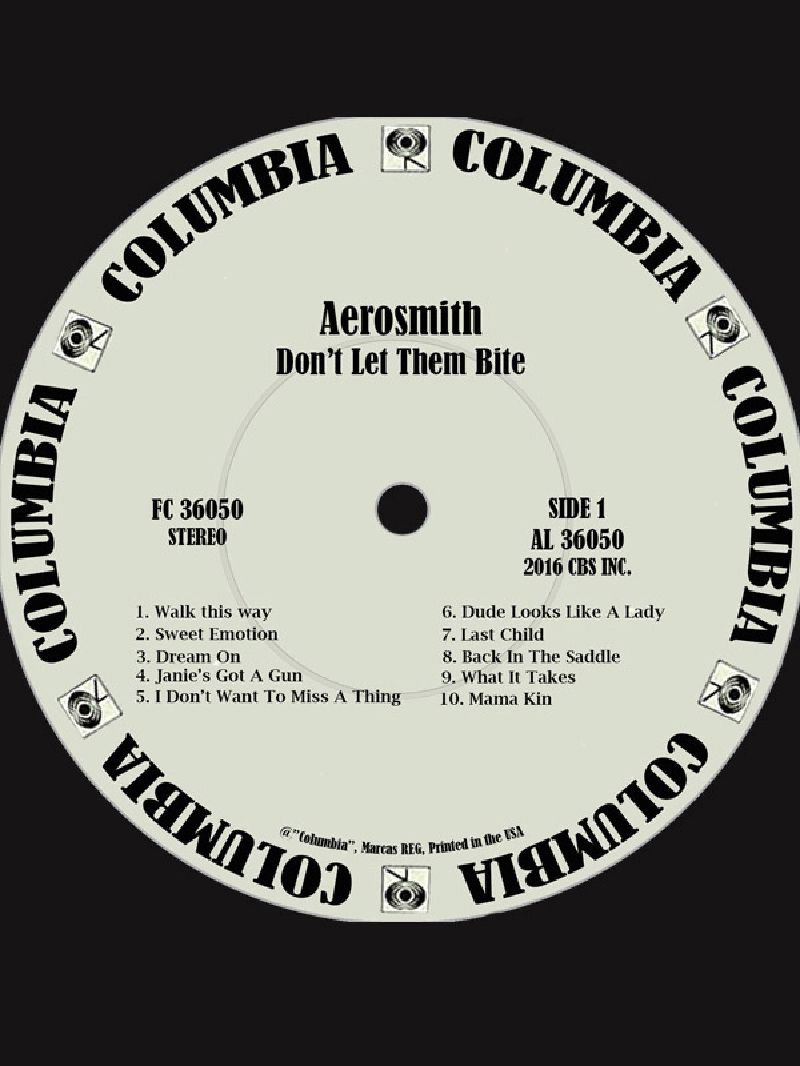 COLUMBIA COLUMBIA
COLUMBIA COLUMBIA
COLUMBIA COLUMBIA
COLUMBIA COLUMBIA
Aerosmith
Don't Let Them Bite
FC 36050
STEREO
SIDE 1
AL 36050
2016 CBS INC.
1. Walk this way
2. Sweet Emotion
3. Dream On
4. Janie's Got A Gun
5. I Don't Want To Miss A Thing
6. Dude Looks Like A Lady
7. Last Child
8. Back In The Saddle
9. What It Takes
10. Mama Kin
@"Columbia", Marcas REG, Printed in the USA